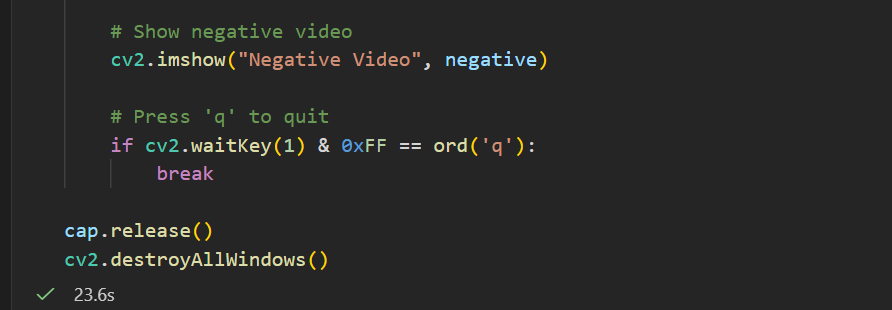 # Show negative video
cv2.imshow("Negative Video", negative)
# Press 'q' to quit
if cv2.waitKey(1) & 0xFF == ord('q'):
break
cap.release()
cv2.destroyAllWindows()
23.6s